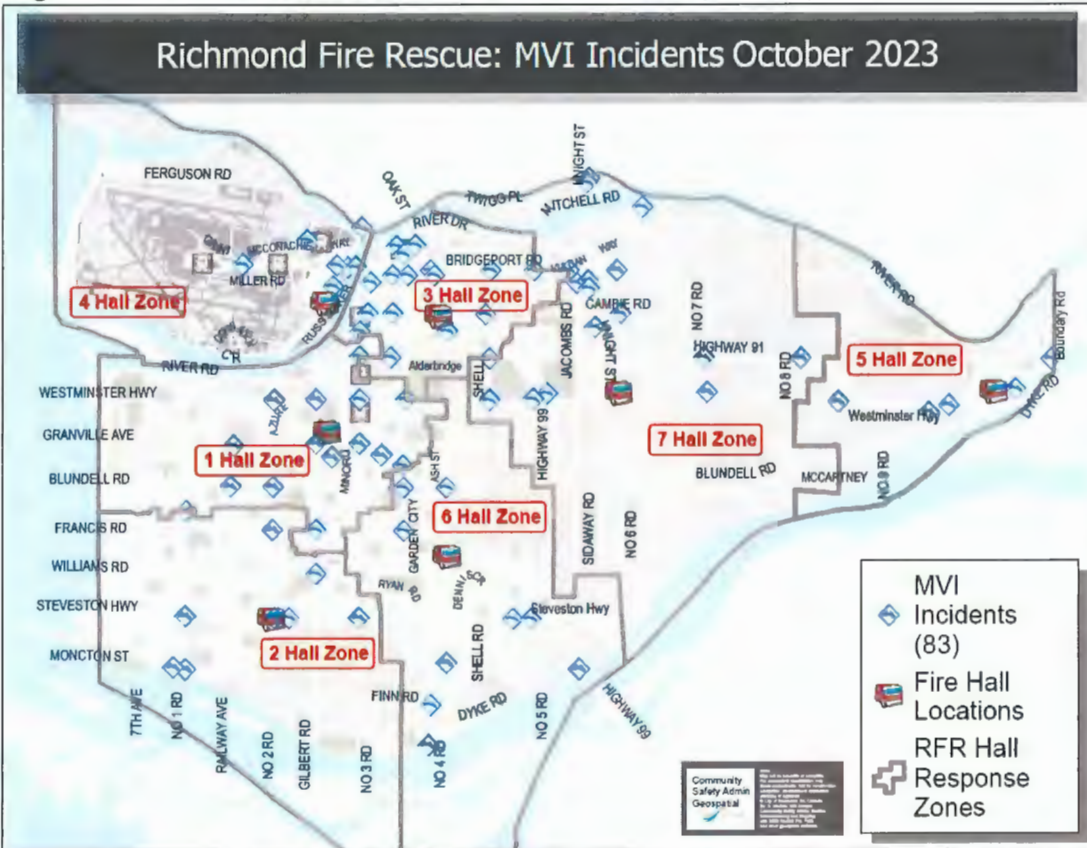 Richmond Fire Rescue: MVI Incidents October 2023
FERGUSON RD
OAK ST
TWIGG PL
KNIGHT ST
MITCHELL RD
RIVER DR
BRIDGEPORT RD
MILLER RD
4 Hall Zone
3 Hall Zone
CAMBIE RD
RIVER RD
NO 7 RD
JACOBMBS RD
KNIGHT ST
HIGHWAY 91
NO 8 RD
5 Hall Zone
Boundary Rd
RIVER RD
Alderbridge
SHELL
WESTMINSTER HWY
AZURE
Westminster Hwy
DYKE RD
GRANVILLE AVE
1 Hall Zone
MINORU
ASH ST
HIGHWAY 99
7 Hall Zone
BLUNDELL RD
BLUNDELL RD
MCCARTNEY
NO 9 RD
6 Hall Zone
FRANCIS RD
GARDEN CITY
SIDAWAY RD
NO 6 RD
WILLIAMS RD
RYAN RD
DENNIS CR
STEVESTON HWY
Steveston Hwy
MONCTON ST
2 Hall Zone
SHELL RD
FINN RD
DYKE RD
HIGHWAY 99
7TH AVE
NO 1 RD
RAILWAY AVE
NO 2 RD
GILBERT RD
NO 3 RD
NO 4 RD
NO 5 RD
MVI
Incidents
(83)
Fire Hall
Locations
RFR Hall
Response
Zones
Community
Safety Admin
Geospatial